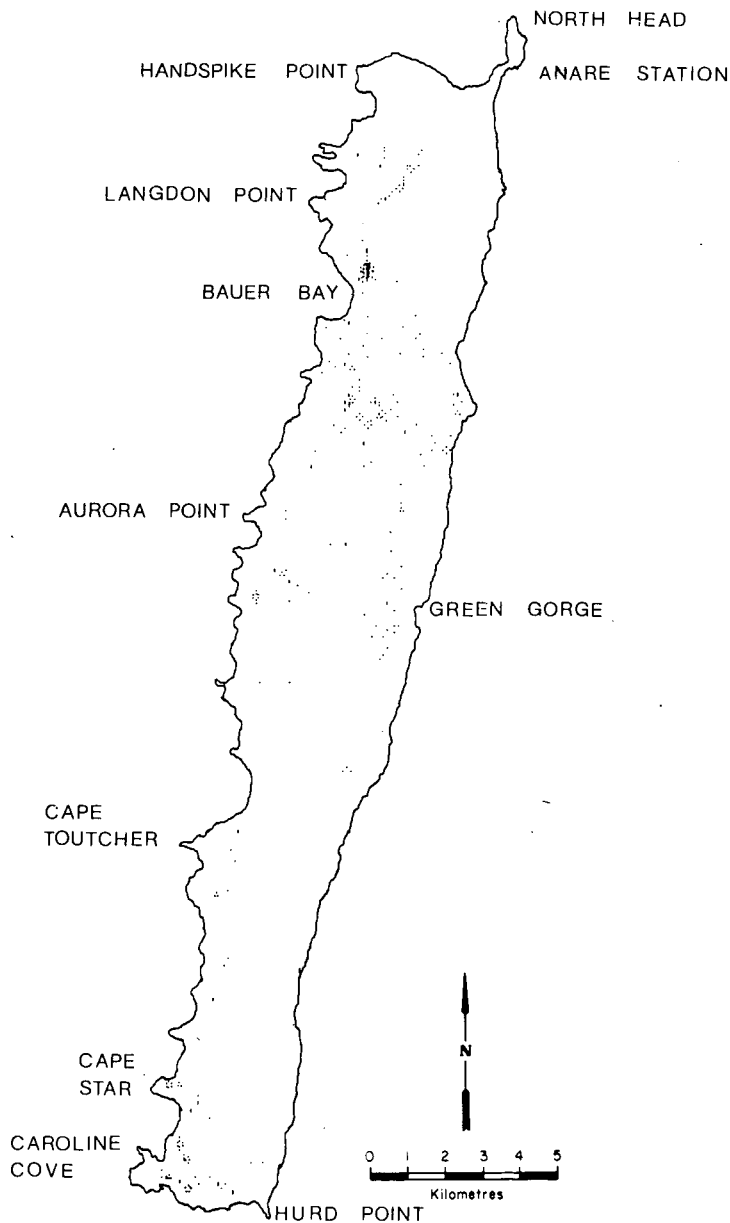 NORTH HEAD
HANDSPIKE POINT
ANARE STATION
LANGDON POINT
BAUER BAY
AURORA POINT
GREEN GORGE
CAPE
TOUTCHER
N
CAPE
STAR
CAROLINE
COVE
0 1 2 3 4 5
Kilometres
HURD POINT